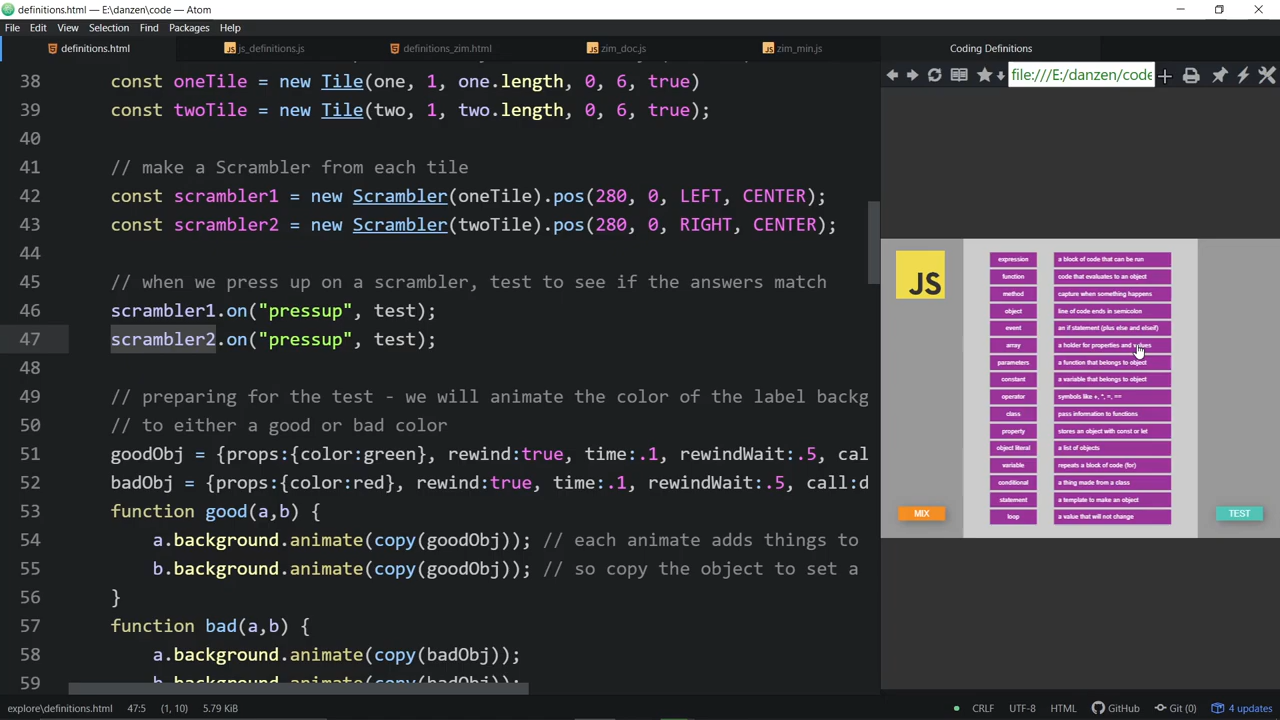 definitions.html — E:\danzen\code — Atom
File Edit View Selection Find Packages Help
definitions.html
js_definitions.js
definitions_zim.html
zim_doc.js
zim_min.js
Coding Definitions
file:///E:/danzen/code
38 const oneTile = new Tile(one, 1, one.length, 0, 6, true)
39 const twoTile = new Tile(two, 1, two.length, 0, 6, true);
40
41 // make a Scrambler from each tile
42 const scrambler1 = new Scrambler(oneTile).pos(280, 0, LEFT, CENTER);
43 const scrambler2 = new Scrambler(twoTile).pos(280, 0, RIGHT, CENTER);
44
45 // when we press up on a Scrambler, test to see if the answers match
46 scrambler1.on("pressup", test);
47 scrambler2.on("pressup", test);
48
49 // preparing for the test - we will animate the color of the label backg
50 // to either a good or bad color
51 goodObj = {props:{color:green}, rewind:true, time:.1, rewindWait:.5, cal
52 badObj = {props:{color:red}, rewind:true, time:.1, rewindWait:.5, call:d
53 function good(a,b) {
54 a.background.animate(copy(goodObj)); // each animate adds things to
55 b.background.animate(copy(goodObj)); // so copy the object to set a
56 }
57 function bad(a,b) {
58 a.background.animate(copy(badObj));
59 b.background.animate(copy(badObj));
JS
expression a block of code that can be run
function code that evaluates to an object
method capture when something happens
object line of code ends in semicolon
event an if statement (plus else and elseif)
array a holder for properties and values
parameters a function that belongs to object
constant a variable that belongs to object
operator symbols like +, *, =, ==
class pass information to functions
property stores an object with const or let
object literal a list of objects
variable repeats a block of code (for)
conditional a thing made from a class
statement a template to make an object
loop a value that will not change
MIX
TEST
explore\definitions.html 47:5 (1, 10) 5.79 KiB
CRLF UTF-8 HTML GitHub Git (0) 4 updates